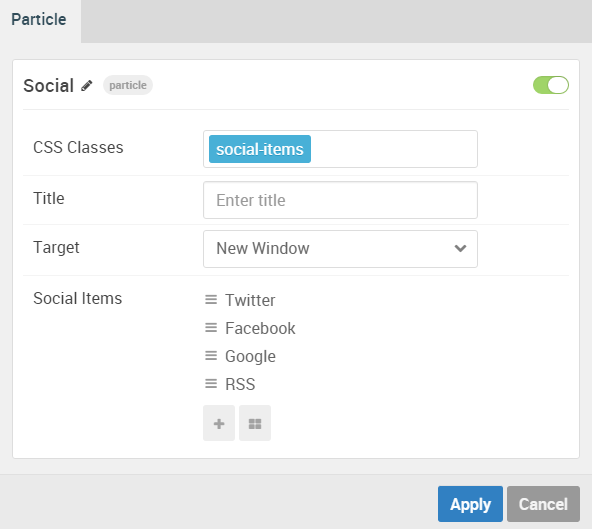 Particle
Social particle
CSS Classes social-items
Title Enter title
Target New Window
Social Items Twitter
Facebook
Google
RSS
Apply Cancel